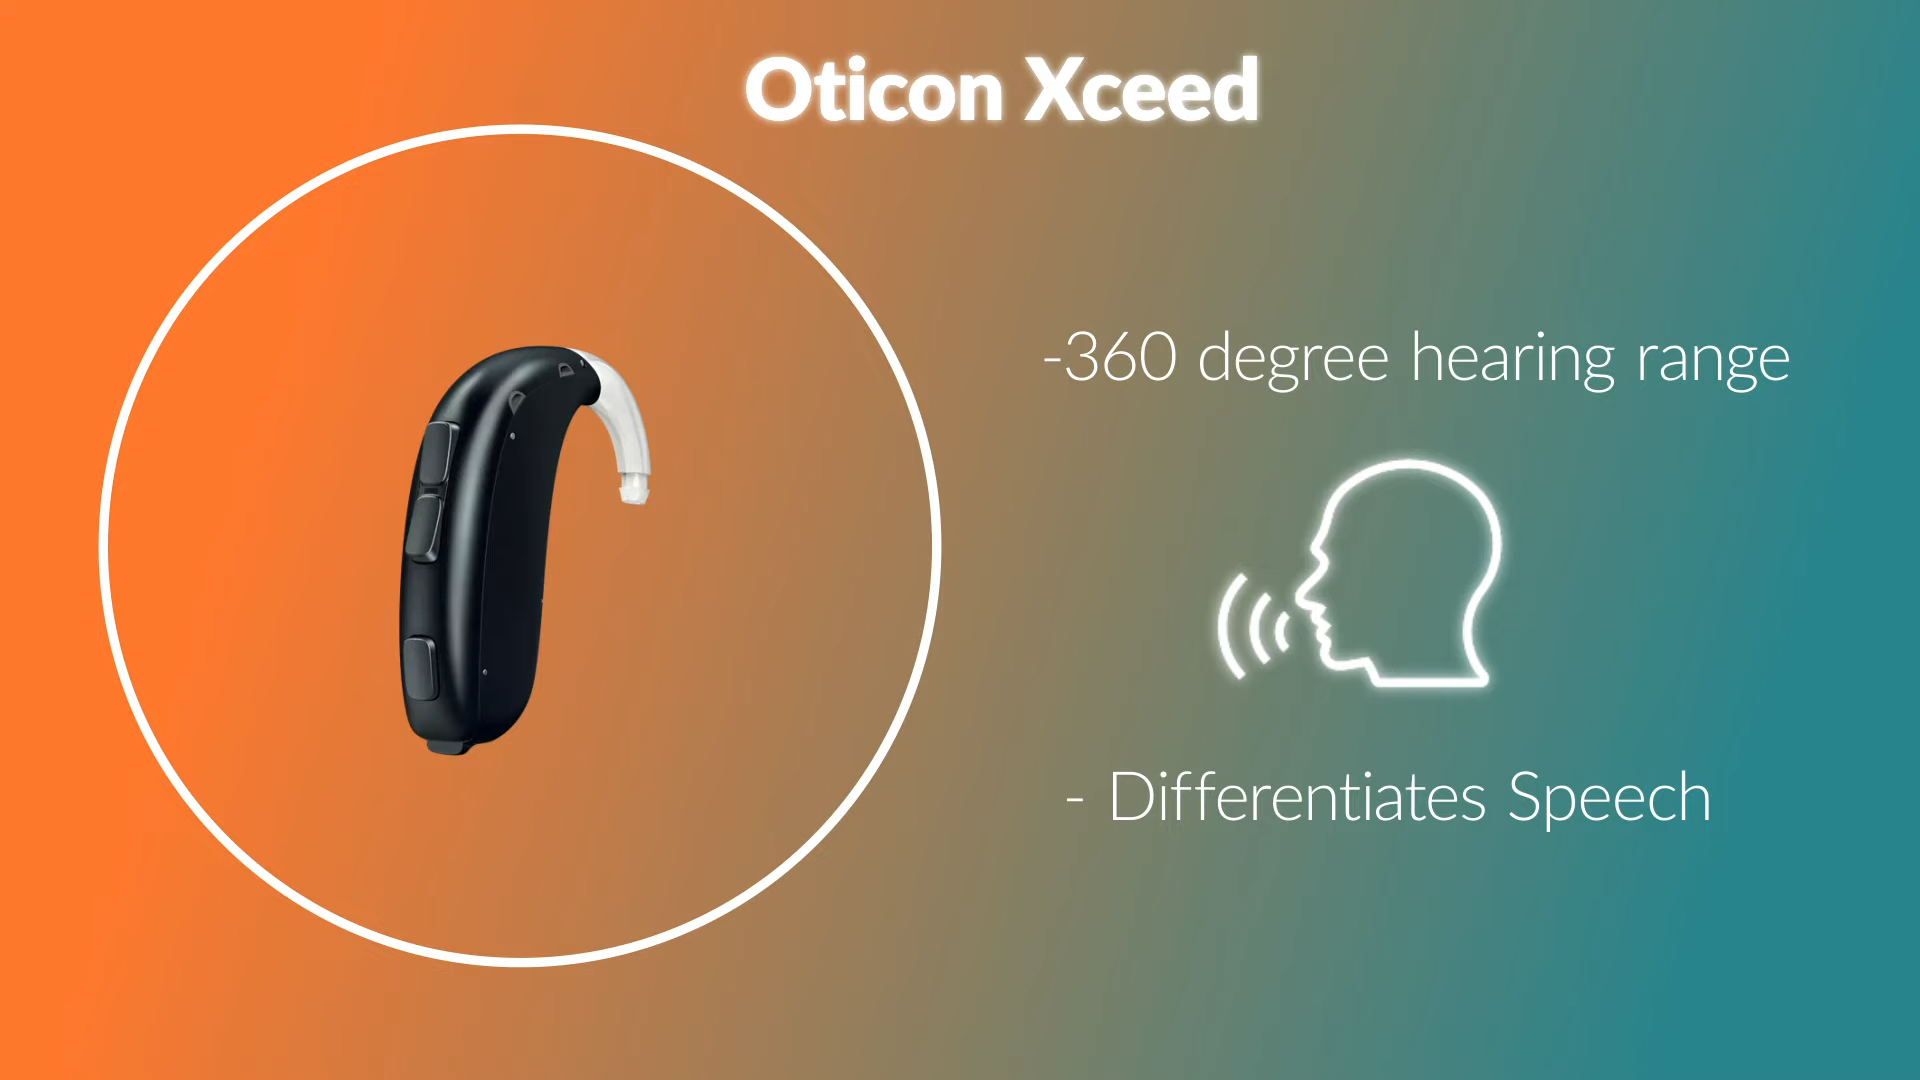 Oticon Xceed
-360 degree hearing range
- Differentiates Speech